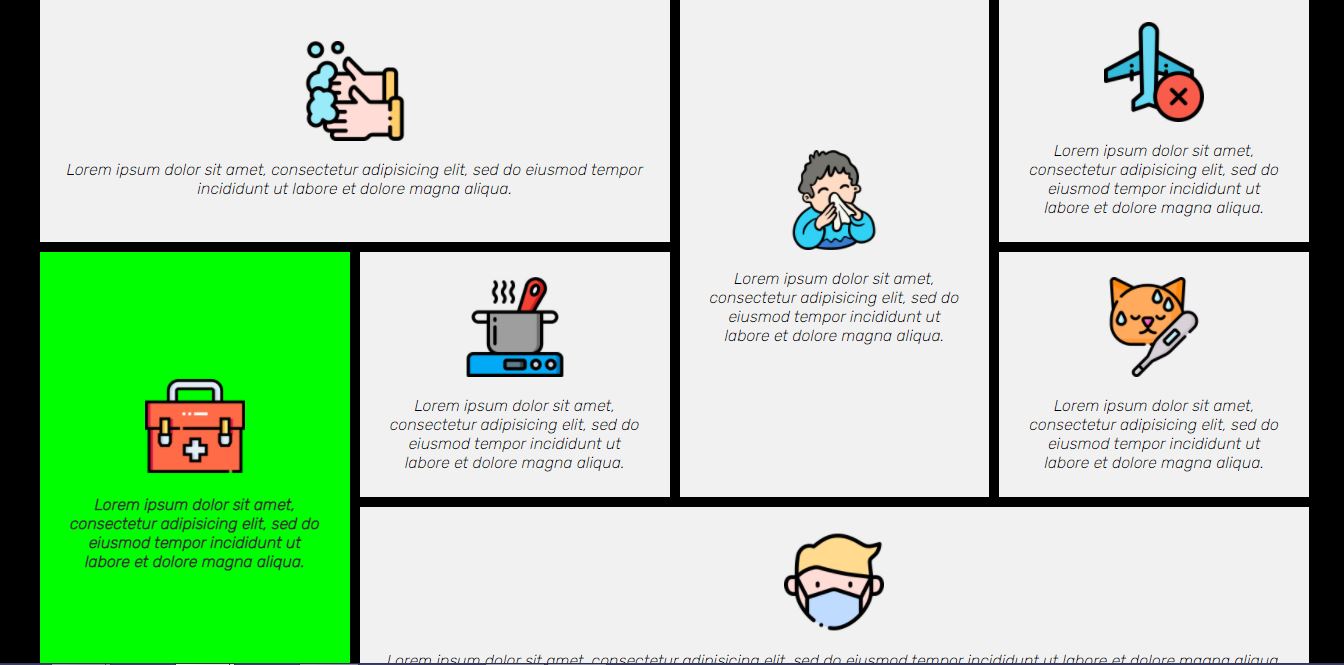 Lorem ipsum dolor sit amet, consectetur adipisicing elit, sed do eiusmod tempor
incididunt ut labore et dolore magna aliqua.
Lorem ipsum dolor sit amet,
consectetur adipisicing elit, sed do
eiusmod tempor incididunt ut
labore et dolore magna aliqua.
Lorem ipsum dolor sit amet,
consectetur adipisicing elit, sed do
eiusmod tempor incididunt ut
labore et dolore magna aliqua.
Lorem ipsum dolor sit amet,
consectetur adipisicing elit, sed do
eiusmod tempor incididunt ut
labore et dolore magna aliqua.
Lorem ipsum dolor sit amet,
consectetur adipisicing elit, sed do
eiusmod tempor incididunt ut
labore et dolore magna aliqua.
Lorem ipsum dolor sit amet,
consectetur adipisicing elit, sed do
eiusmod tempor incididunt ut
labore et dolore magna aliqua.
Lorem ipsum dolor sit amet, consectetur adipisicing elit, sed do eiusmod tempor incididunt ut labore et dolore magna aliqua.